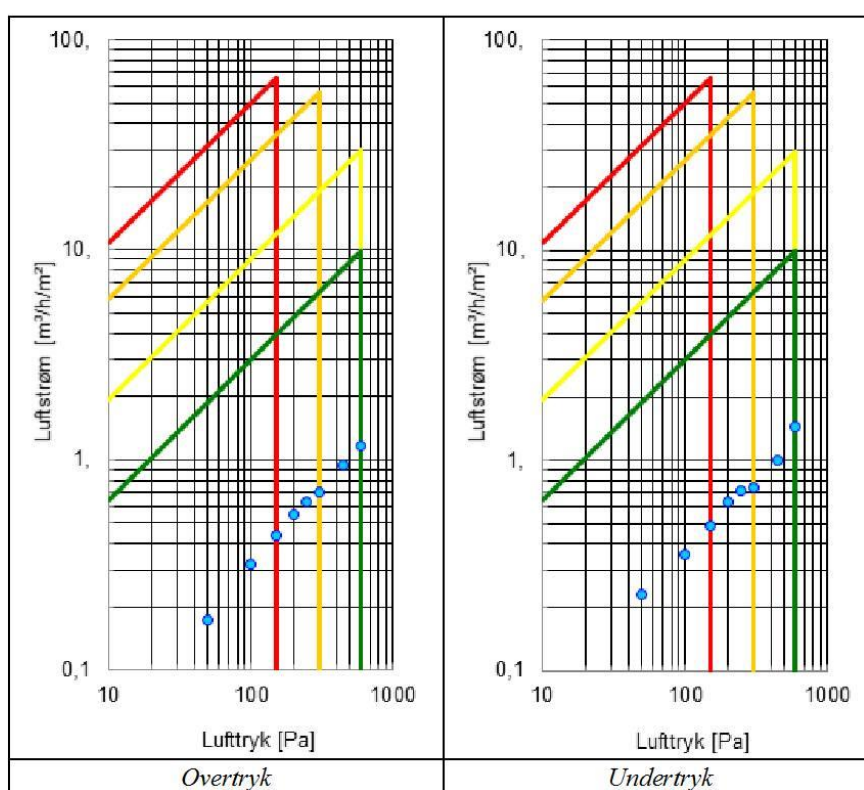 100,
10,
1,
0,1
Luftstrøm [m³/h/m²]
10 100 1000
Lufttryk [Pa]
Overtryk
100,
10,
1,
0,1
Luftstrøm [m³/h/m²]
10 100 1000
Lufttryk [Pa]
Undertryk